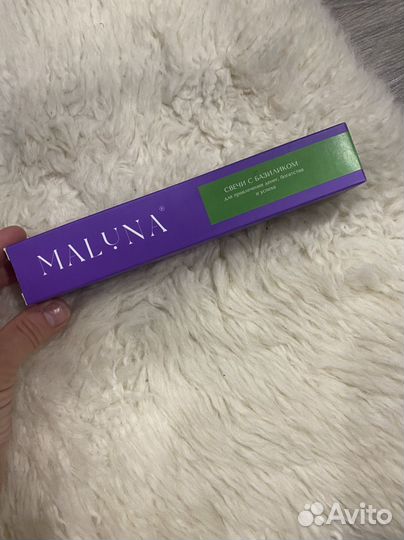 MALUNA®
СВЕЧИ С БАЗИЛИКОМ
для привлечения денег, богатства
и успеха
Avito